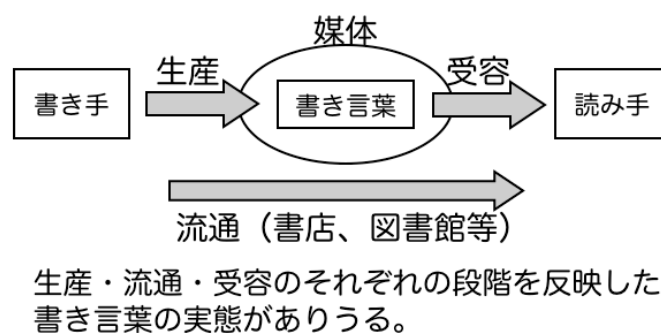 媒体
生産
受容
書き手
書き言葉
読み手
流通（書店、図書館等）
生産・流通・受容のそれぞれの段階を反映した
書き言葉の実態がありうる。